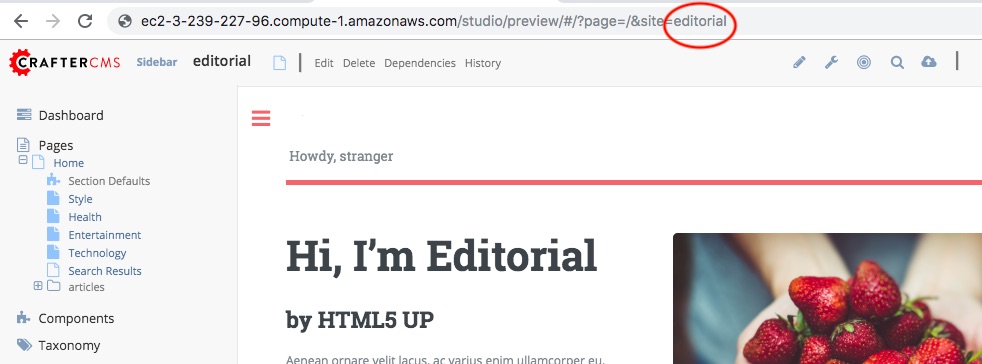 ec2-3-239-227-96.compute-1.amazonaws.com/studio/preview/#/?page=/&site=editorial
CRAFTERCMS Sidebar editorial Edit Delete Dependencies History
Dashboard
Pages
Home
Section Defaults
Style
Health
Entertainment
Technology
Search Results
articles
Components
Taxonomy
Howdy, stranger
Hi, I’m Editorial
by HTML5 UP
Aenean ornare velit lacus, ac varius enim ullamcorper eu.